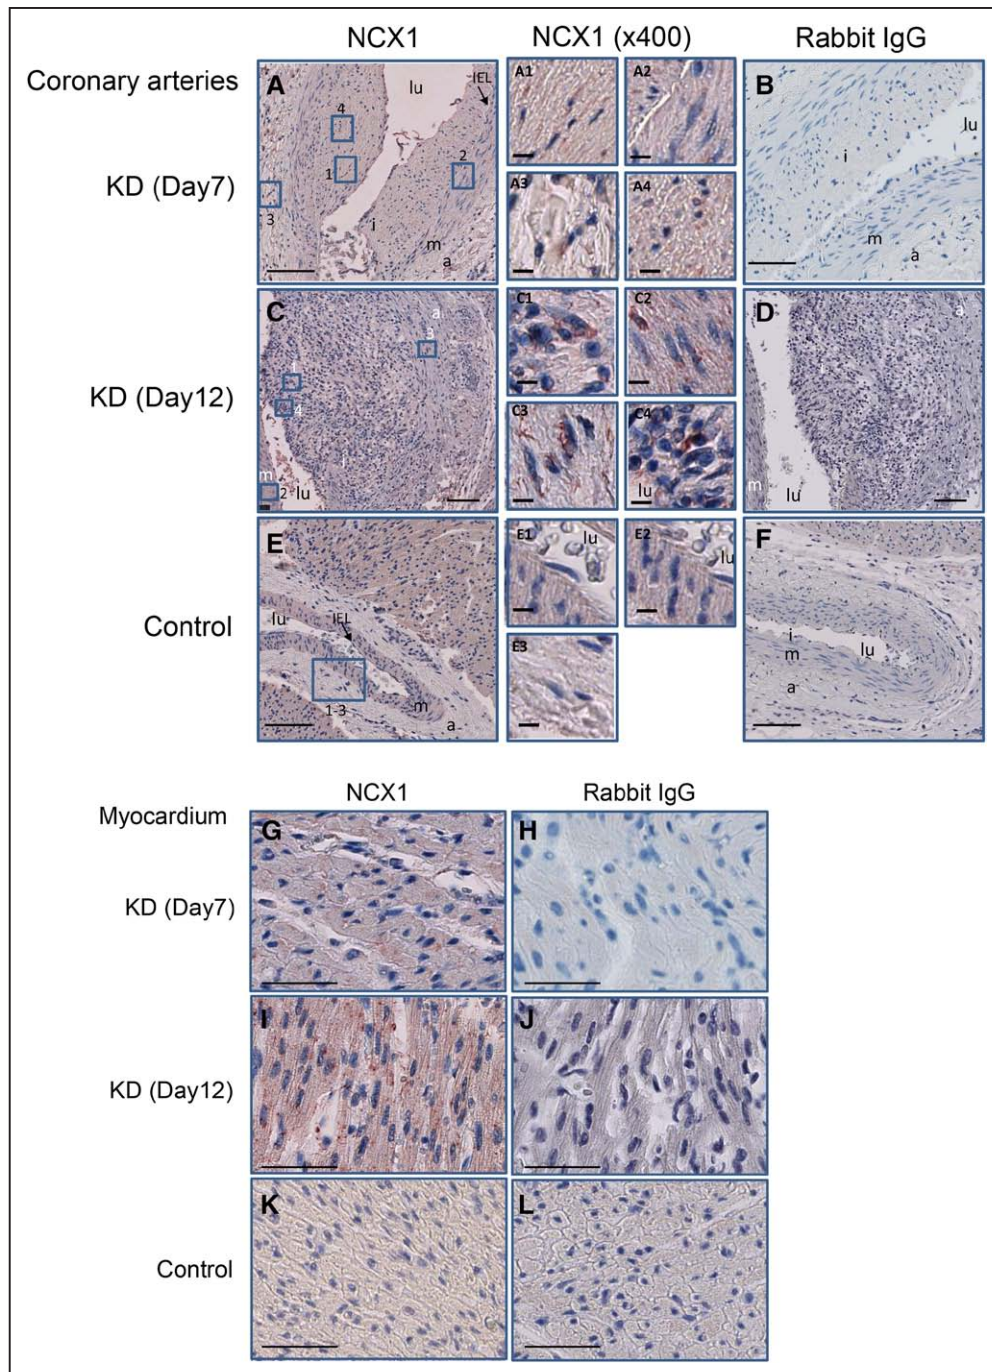 NCX1 NCX1 (x400) Rabbit IgG
Coronary arteries
KD (Day7)
A lu IEL 4 1 2 3 i m a
A1 A2
A3 A4
B lu i m a
KD (Day12)
C a 3 1 4 i m 2 lu
C1 C2
C3 C4 lu
D a i m lu
Control
E lu IEL 1-3 m a
E1 lu E2 lu
E3
F i lu m a
NCX1 Rabbit IgG
Myocardium
KD (Day7)
G H
KD (Day12)
I J
Control
K L